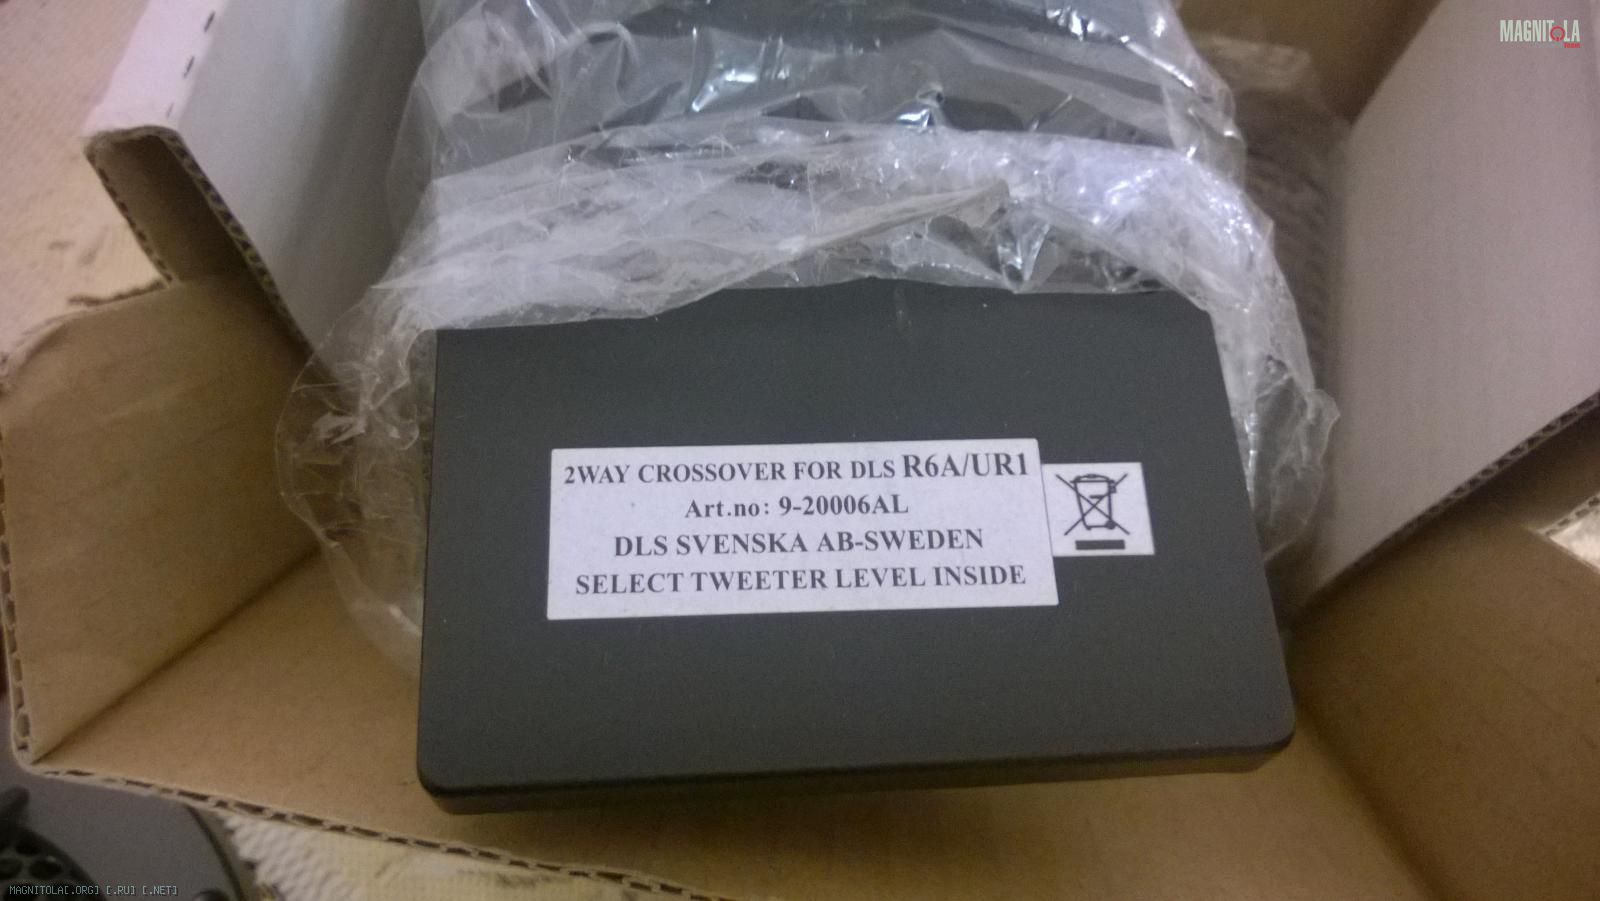 MAGNITOLA
Team
2WAY CROSSOVER FOR DLS R6A/UR1
Art.no: 9-20006AL
DLS SVENSKA AB-SWEDEN
SELECT TWEETER LEVEL INSIDE
MAGNITOLA[.ORG] [.RU] [.NET]